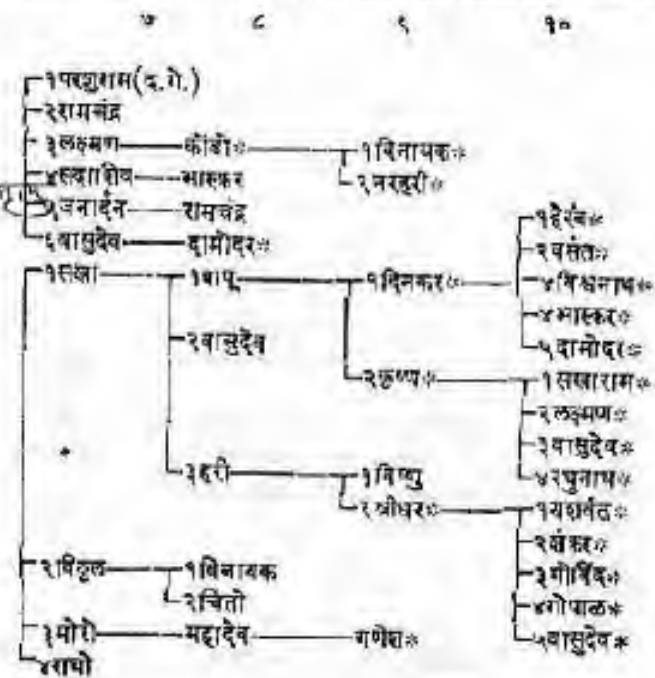 ७ ८ ९ १०
१परशुराम(द.गे.)
२रामचंद्र
३लक्ष्मण कोंडो* १विनायक*
४सदाशिव भास्कर २नरहरी*
५जनार्दन रामचंद्र १हेरंब*
६वासुदेव दामोदर* २वसंत*
१सखा १बापू १दिनकर* ४विश्वनाथ*
४भास्कर*
२वासुदेव ५दामोदर*
२कृष्ण* १सखाराम*
२लक्ष्मण*
३वासुदेव*
३हरी १विष्णु ४रघुनाथ*
२श्रीधर* १यशवंत*
२शंकर*
२विठ्ठल १विनायक ३गोविंद*
२चिंतो ४गोपाळ*
३मोरो महादेव गणेश* ५वासुदेव*
४राघो